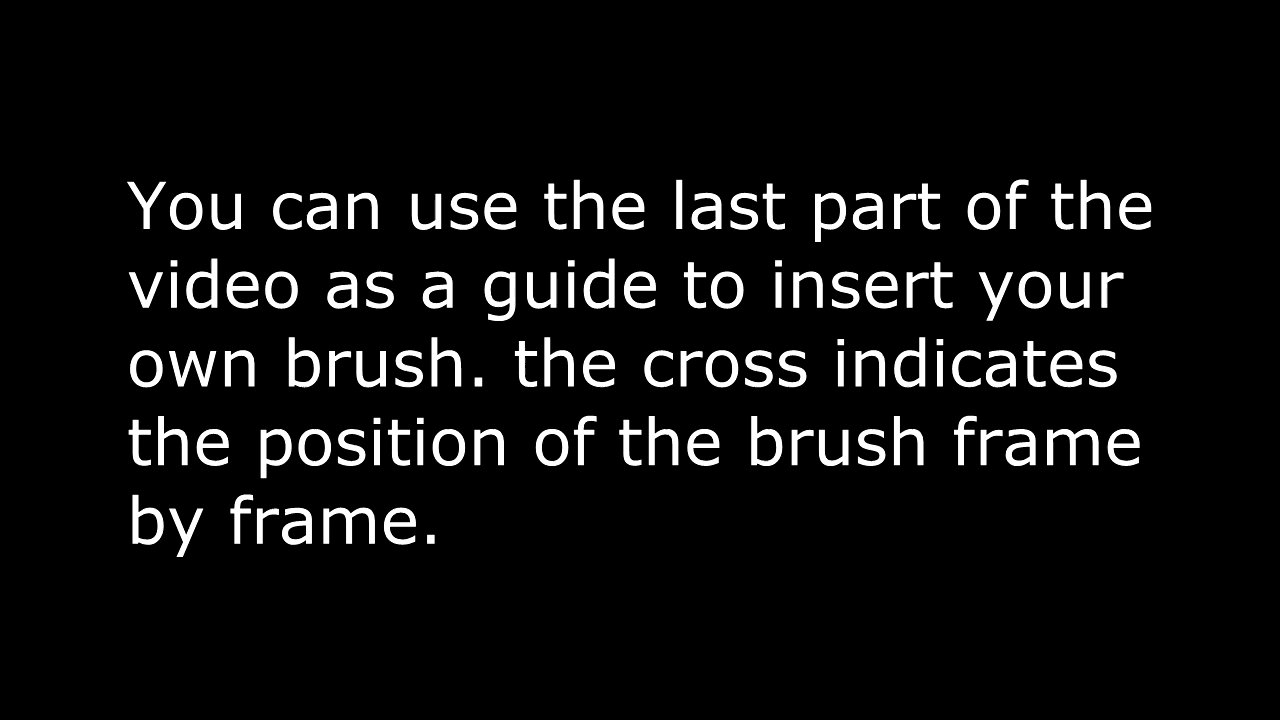 You can use the last part of the
video as a guide to insert your
own brush. the cross indicates
the position of the brush frame
by frame.